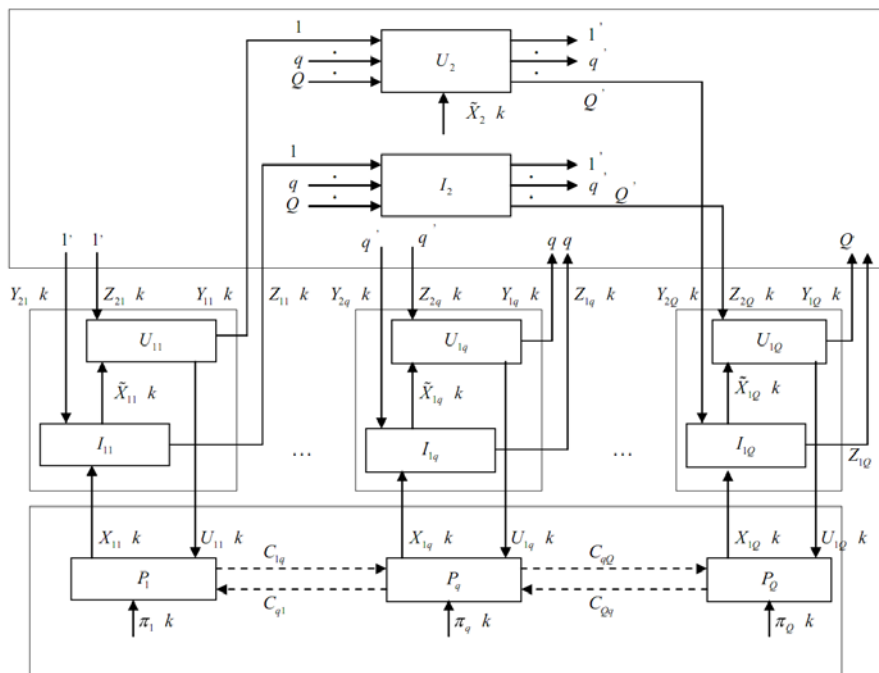 1 1'
q . U₂ . q'
Q . . Q'
X̃₂ k
1 1'
q . I₂ . q'
Q . . Q'
1' 1' q' q' q q Q'
Y₂₁ k Z₂₁ k Y₁₁ k Z₁₁ k Y₂q k Z₂q k Y₁q k Z₁q k Y₂Q k Z₂Q k Y₁Q k
U₁₁ U₁q U₁Q
X̃₁₁ k X̃₁q k X̃₁Q k
I₁₁ ... I₁q ... I₁Q Z₁Q
X₁₁ k U₁₁ k X₁q k U₁q k X₁Q k U₁Q k
C₁q CqQ
P₁ Pq PQ
Cq₁ CQq
π₁ k πq k πQ k